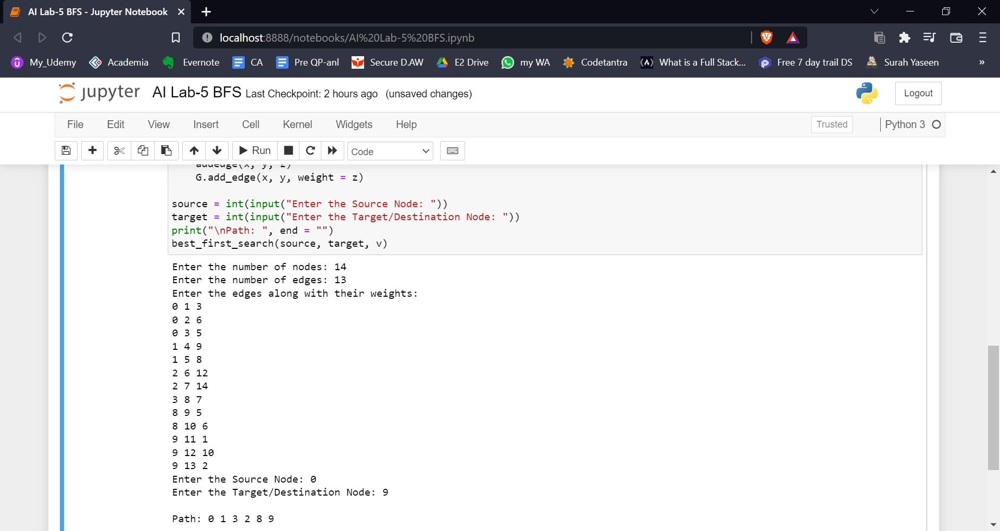 AI Lab-5 BFS - Jupyter Notebook
localhost:8888/notebooks/AI%20Lab-5%20BFS.ipynb
My_Udemy Academia Evernote CA Pre QP-anl Secure D.AW E2 Drive my WA Codetantra What is a Full Stack... Free 7 day trail DS Surah Yaseen »
jupyter AI Lab-5 BFS Last Checkpoint: 2 hours ago (unsaved changes) Logout
File Edit View Insert Cell Kernel Widgets Help Trusted Python 3
Run Code
addedge(x, y, z)
G.add_edge(x, y, weight = z)
source = int(input("Enter the Source Node: "))
target = int(input("Enter the Target/Destination Node: "))
print("\nPath: ", end = "")
best_first_search(source, target, v)
Enter the number of nodes: 14
Enter the number of edges: 13
Enter the edges along with their weights:
0 1 3
0 2 6
0 3 5
1 4 9
1 5 8
2 6 12
2 7 14
3 8 7
8 9 5
8 10 6
9 11 1
9 12 10
9 13 2
Enter the Source Node: 0
Enter the Target/Destination Node: 9
Path: 0 1 3 2 8 9